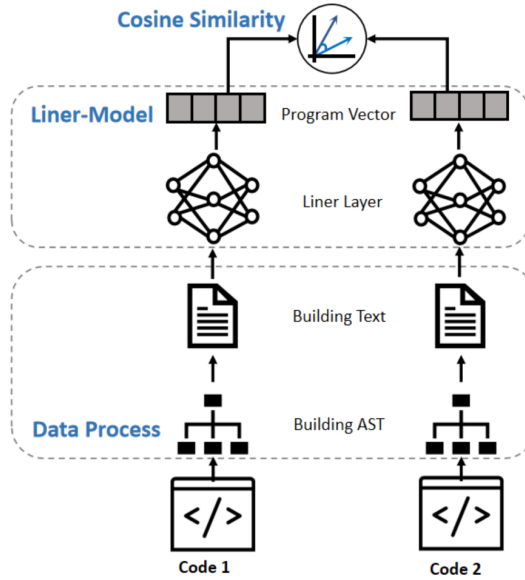 Cosine Similarity
Liner-Model
Program Vector
Liner Layer
Building Text
Data Process
Building AST
</>
</>
Code 1
Code 2